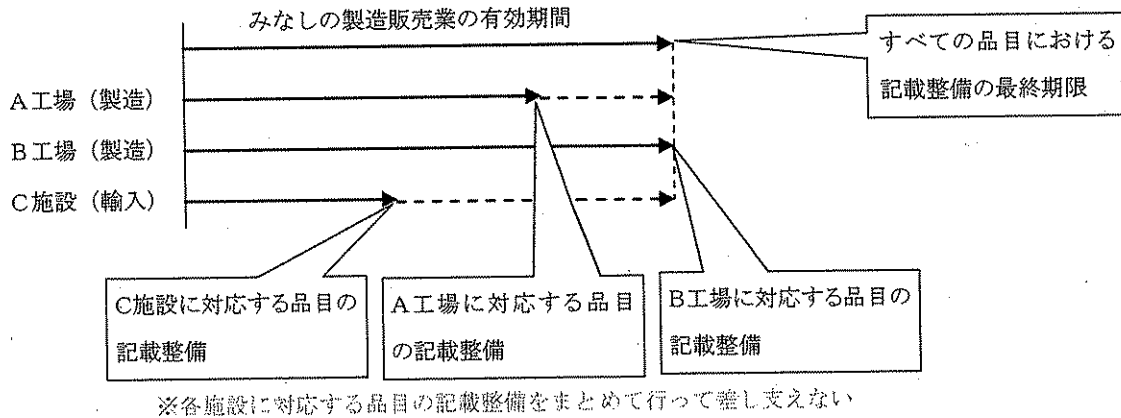 みなしの製造販売業の有効期間
すべての品目における
記載整備の最終期限
A工場（製造）
B工場（製造）
C施設（輸入）
C施設に対応する品目の
記載整備
A工場に対応する品目
の記載整備
B工場に対応する品目の
記載整備
※各施設に対応する品目の記載整備をまとめて行って差し支えない